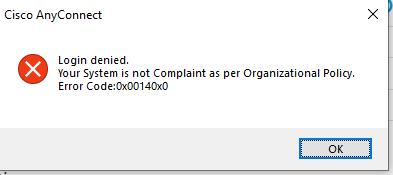 Cisco AnyConnect
Login denied.
Your System is not Complaint as per Organizational Policy.
Error Code:0x00140x0
OK